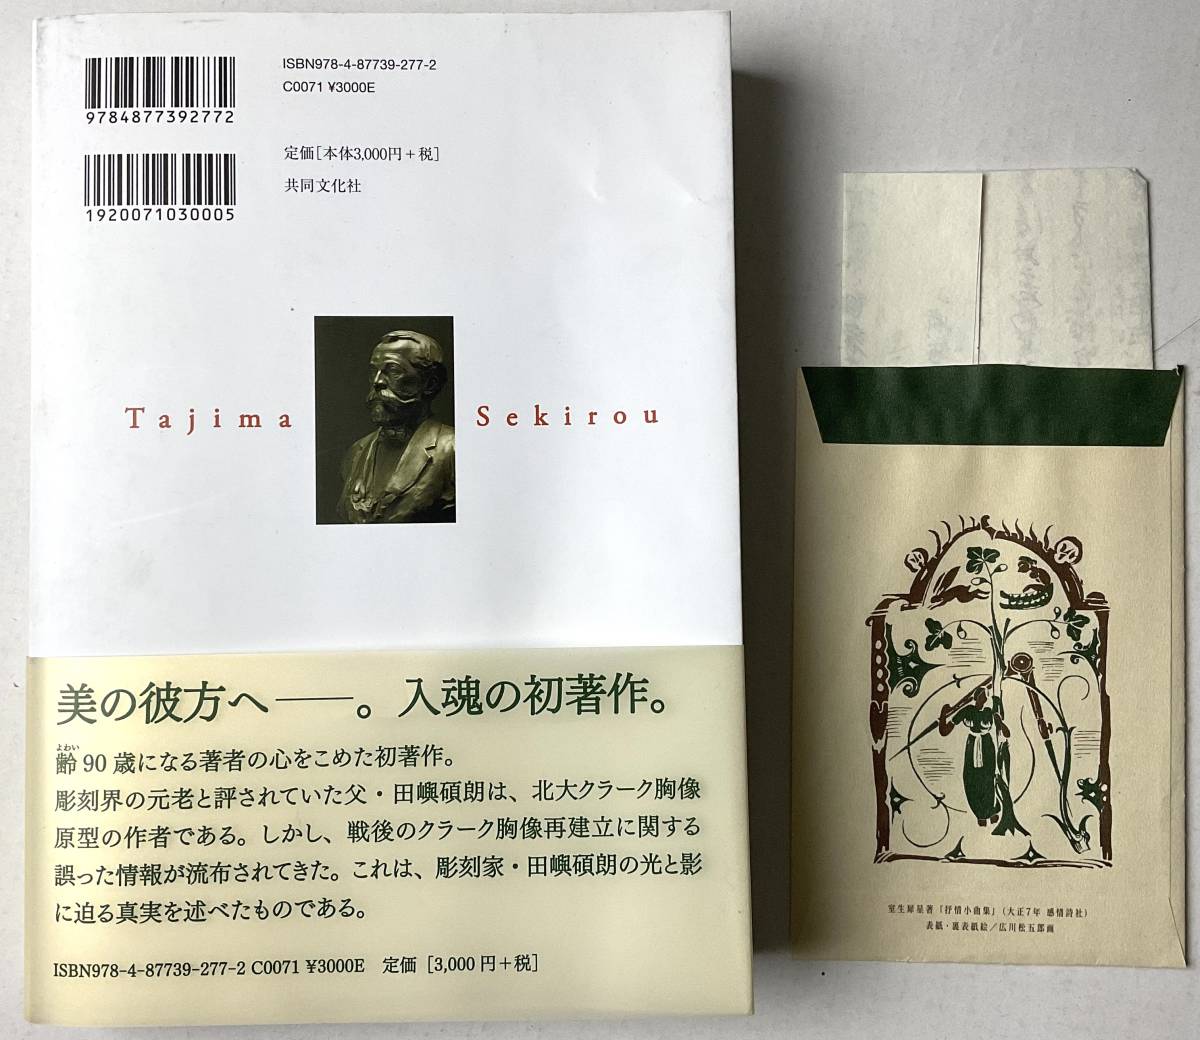 ISBN978-4-87739-277-2
C0071 ¥3000E
9784877392772
定価[本体3,000円+税]
共同文化社
1920071030005
Tajima Sekirou
美の彼方へ――。入魂の初著作。
よわい
齢90歳になる著者の心をこめた初著作。
彫刻界の元老と評されていた父・田嶼碩朗は、北大クラーク胸像
原型の作者である。しかし、戦後のクラーク胸像再建立に関する
誤った情報が流布されてきた。これは、彫刻家・田嶼碩朗の光と影
に迫る真実を述べたものである。
ISBN978-4-87739-277-2 C0071 ¥3000E 定価 [3,000円+税]
室生犀星著「抒情小曲集」(大正7年 感情詩社)
表紙・裏表紙絵/広川松五郎画